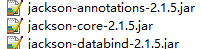 jackson-annotations-2.1.5.jar
jackson-core-2.1.5.jar
jackson-databind-2.1.5.jar